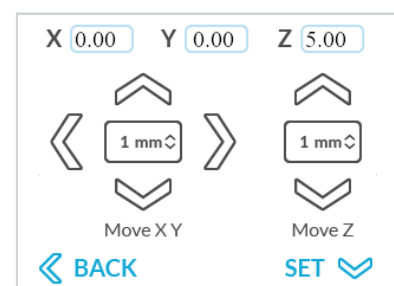 X 0.00 Y 0.00 Z 5.00
1 mm 1 mm
Move X Y Move Z
BACK SET